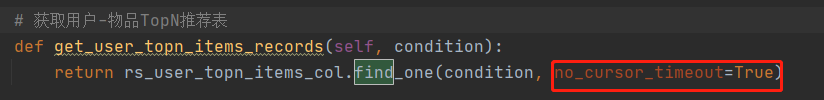 # 获取用户-物品TopN推荐表
def get_user_topn_items_records(self, condition):
return rs_user_topn_items_col.find_one(condition, no_cursor_timeout=True)